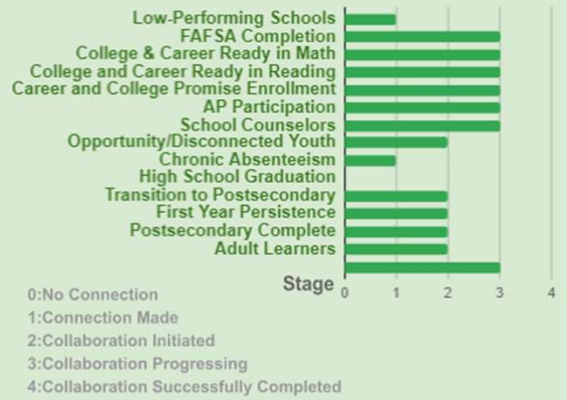 Low-Performing Schools
FAFSA Completion
College & Career Ready in Math
College and Career Ready in Reading
Career and College Promise Enrollment
AP Participation
School Counselors
Opportunity/Disconnected Youth
Chronic Absenteeism
High School Graduation
Transition to Postsecondary
First Year Persistence
Postsecondary Complete
Adult Learners
Stage 0 1 2 3 4
0:No Connection
1:Connection Made
2:Collaboration Initiated
3:Collaboration Progressing
4:Collaboration Successfully Completed